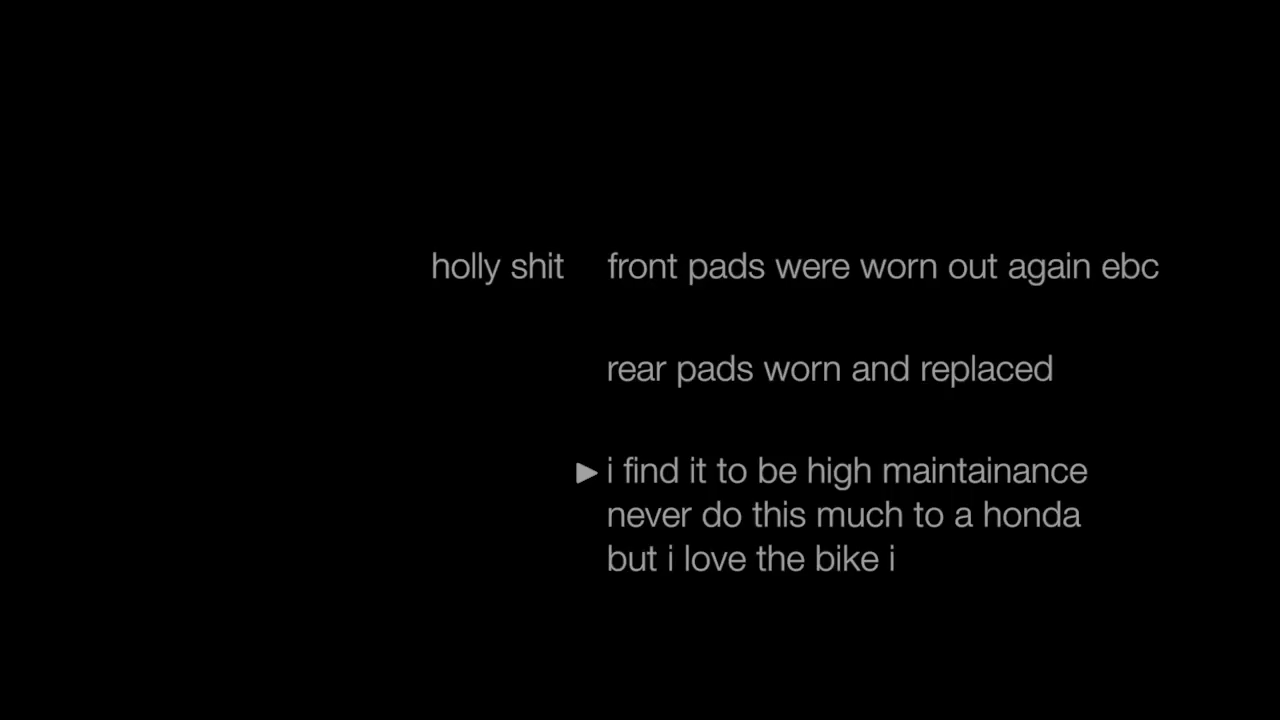 holly shit front pads were worn out again ebc
rear pads worn and replaced
►i find it to be high maintainance
never do this much to a honda
but i love the bike i